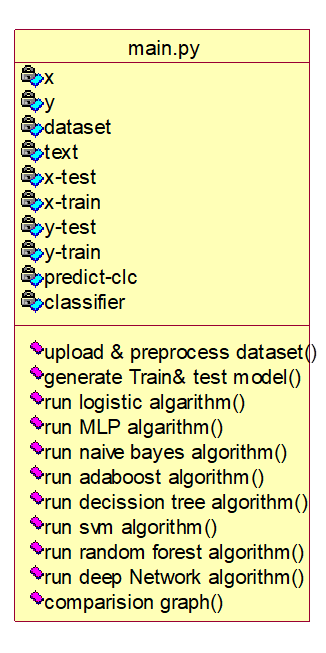 main.py
x
y
dataset
text
x-test
x-train
y-test
y-train
predict-clc
classifier
upload & preprocess dataset()
generate Train& test model()
run logistic algarithm()
run MLP algarithm()
run naive bayes algorithm()
run adaboost algorithm()
run decission tree algorithm()
run svm algorithm()
run random forest algorithm()
run deep Network algorithm()
comparision graph()